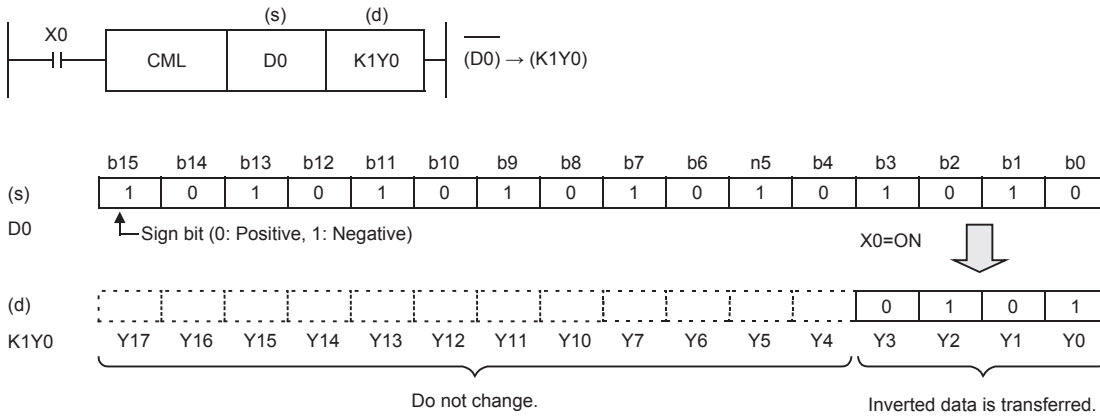 (s) (d)
X0
CML D0 K1Y0 (D0) → (K1Y0)
b15 b14 b13 b12 b11 b10 b9 b8 b7 b6 n5 b4 b3 b2 b1 b0
(s) 1 0 1 0 1 0 1 0 1 0 1 0 1 0 1 0
D0
Sign bit (0: Positive, 1: Negative) X0=ON
(d) 0 1 0 1
K1Y0 Y17 Y16 Y15 Y14 Y13 Y12 Y11 Y10 Y7 Y6 Y5 Y4 Y3 Y2 Y1 Y0
Do not change. Inverted data is transferred.